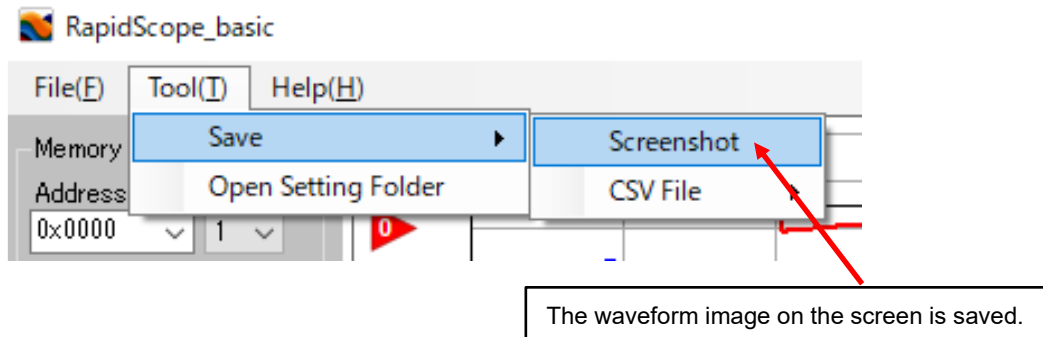 RapidScope_basic
File(F) Tool(T) Help(H)
Memory Save Screenshot
Address Open Setting Folder CSV File
0x0000 1 0
The waveform image on the screen is saved.